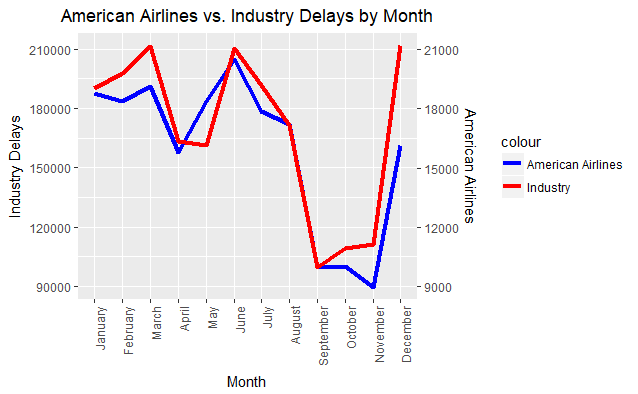 American Airlines vs. Industry Delays by Month
210000
180000
150000
120000
90000
Industry Delays
21000
18000
15000
12000
9000
American Airlines
January
February
March
April
May
June
July
August
September
October
November
December
Month
colour
American Airlines
Industry